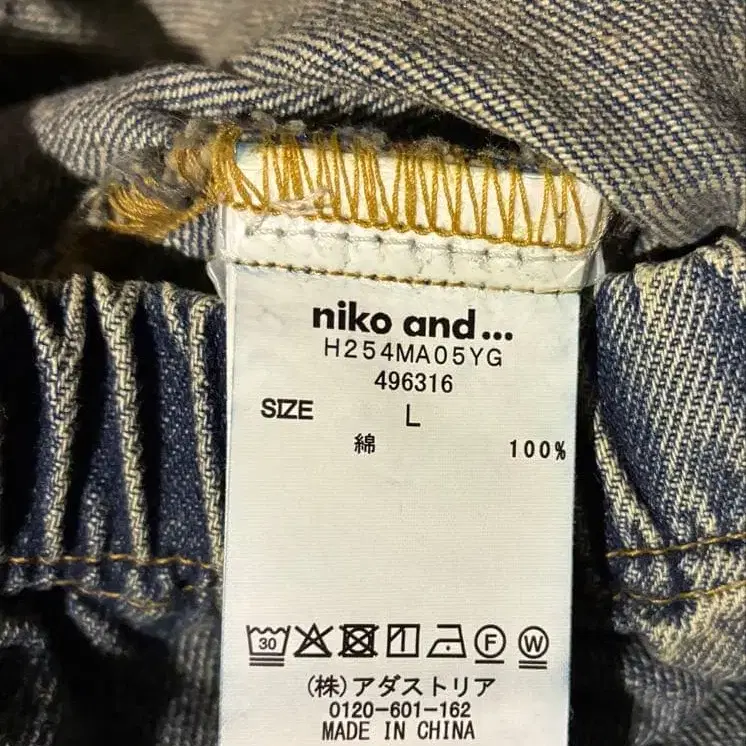 niko and...
H254MA05YG
496316
SIZE L
綿 100%
30 F W
(株)アダストリア
0120-601-162
MADE IN CHINA